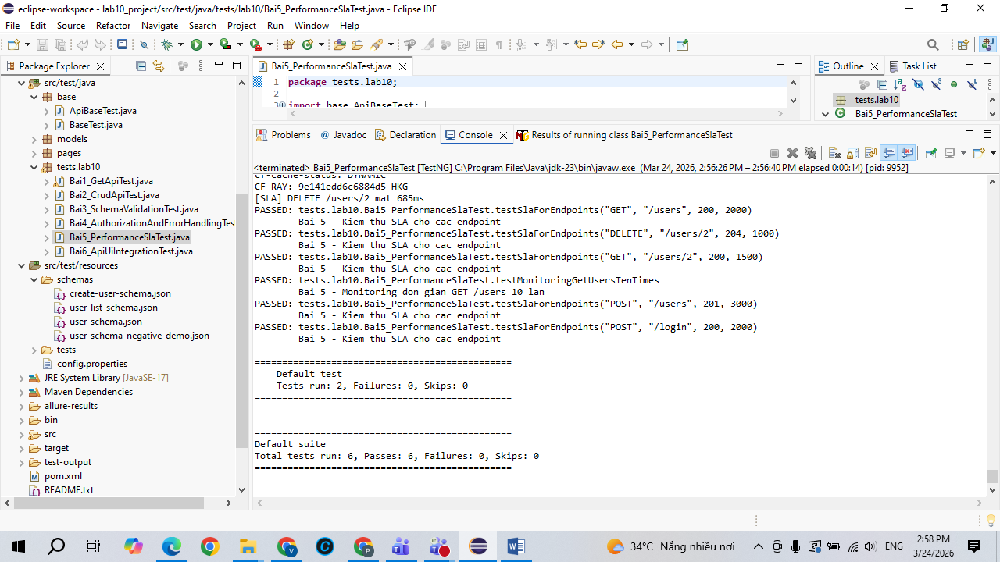 eclipse-workspace - lab10_project/src/test/java/tests/lab10/Bai5_PerformanceSlaTest.java - Eclipse IDE
File Edit Source Refactor Navigate Search Project Run Window Help
Package Explorer
src/test/java
base
ApiBaseTest.java
BaseTest.java
models
pages
tests.lab10
Bai1_GetApiTest.java
Bai2_CrudApiTest.java
Bai3_SchemaValidationTest.java
Bai4_AuthorizationAndErrorHandlingTes
Bai5_PerformanceSlaTest.java
Bai6_ApiUiIntegrationTest.java
src/test/resources
schemas
create-user-schema.json
user-list-schema.json
user-schema.json
user-schema-negative-demo.json
tests
config.properties
JRE System Library [JavaSE-17]
Maven Dependencies
allure-results
bin
src
target
test-output
pom.xml
README.txt
Bai5_PerformanceSlaTest.java
1 package tests.lab10;
2
3 import base.ApiBaseTest;
Outline Task List
tests.lab10
Bai5_PerformanceSlaTest
Problems Javadoc Declaration Console Results of running class Bai5_PerformanceSlaTest
<terminated> Bai5_PerformanceSlaTest [TestNG] C:\Program Files\Java\jdk-23\bin\javaw.exe (Mar 24, 2026, 2:56:26 PM – 2:56:40 PM elapsed 0:00:14) [pid: 9952]
CF-cache-status: DYNAMIC
CF-RAY: 9e141edd6c6884d5-HKG
[SLA] DELETE /users/2 mat 685ms
PASSED: tests.lab10.Bai5_PerformanceSlaTest.testSlaForEndpoints("GET", "/users", 200, 2000)
Bai 5 - Kiem thu SLA cho cac endpoint
PASSED: tests.lab10.Bai5_PerformanceSlaTest.testSlaForEndpoints("DELETE", "/users/2", 204, 1000)
Bai 5 - Kiem thu SLA cho cac endpoint
PASSED: tests.lab10.Bai5_PerformanceSlaTest.testSlaForEndpoints("GET", "/users/2", 200, 1500)
Bai 5 - Kiem thu SLA cho cac endpoint
PASSED: tests.lab10.Bai5_PerformanceSlaTest.testMonitoringGetUsersTenTimes
Bai 5 - Monitoring don gian GET /users 10 lan
PASSED: tests.lab10.Bai5_PerformanceSlaTest.testSlaForEndpoints("POST", "/users", 201, 3000)
Bai 5 - Kiem thu SLA cho cac endpoint
PASSED: tests.lab10.Bai5_PerformanceSlaTest.testSlaForEndpoints("POST", "/login", 200, 2000)
Bai 5 - Kiem thu SLA cho cac endpoint
===============================================
Default test
Tests run: 2, Failures: 0, Skips: 0
===============================================
===============================================
Default suite
Total tests run: 6, Passes: 6, Failures: 0, Skips: 0
===============================================
34°C Nắng nhiều nơi
ENG
2:58 PM
3/24/2026